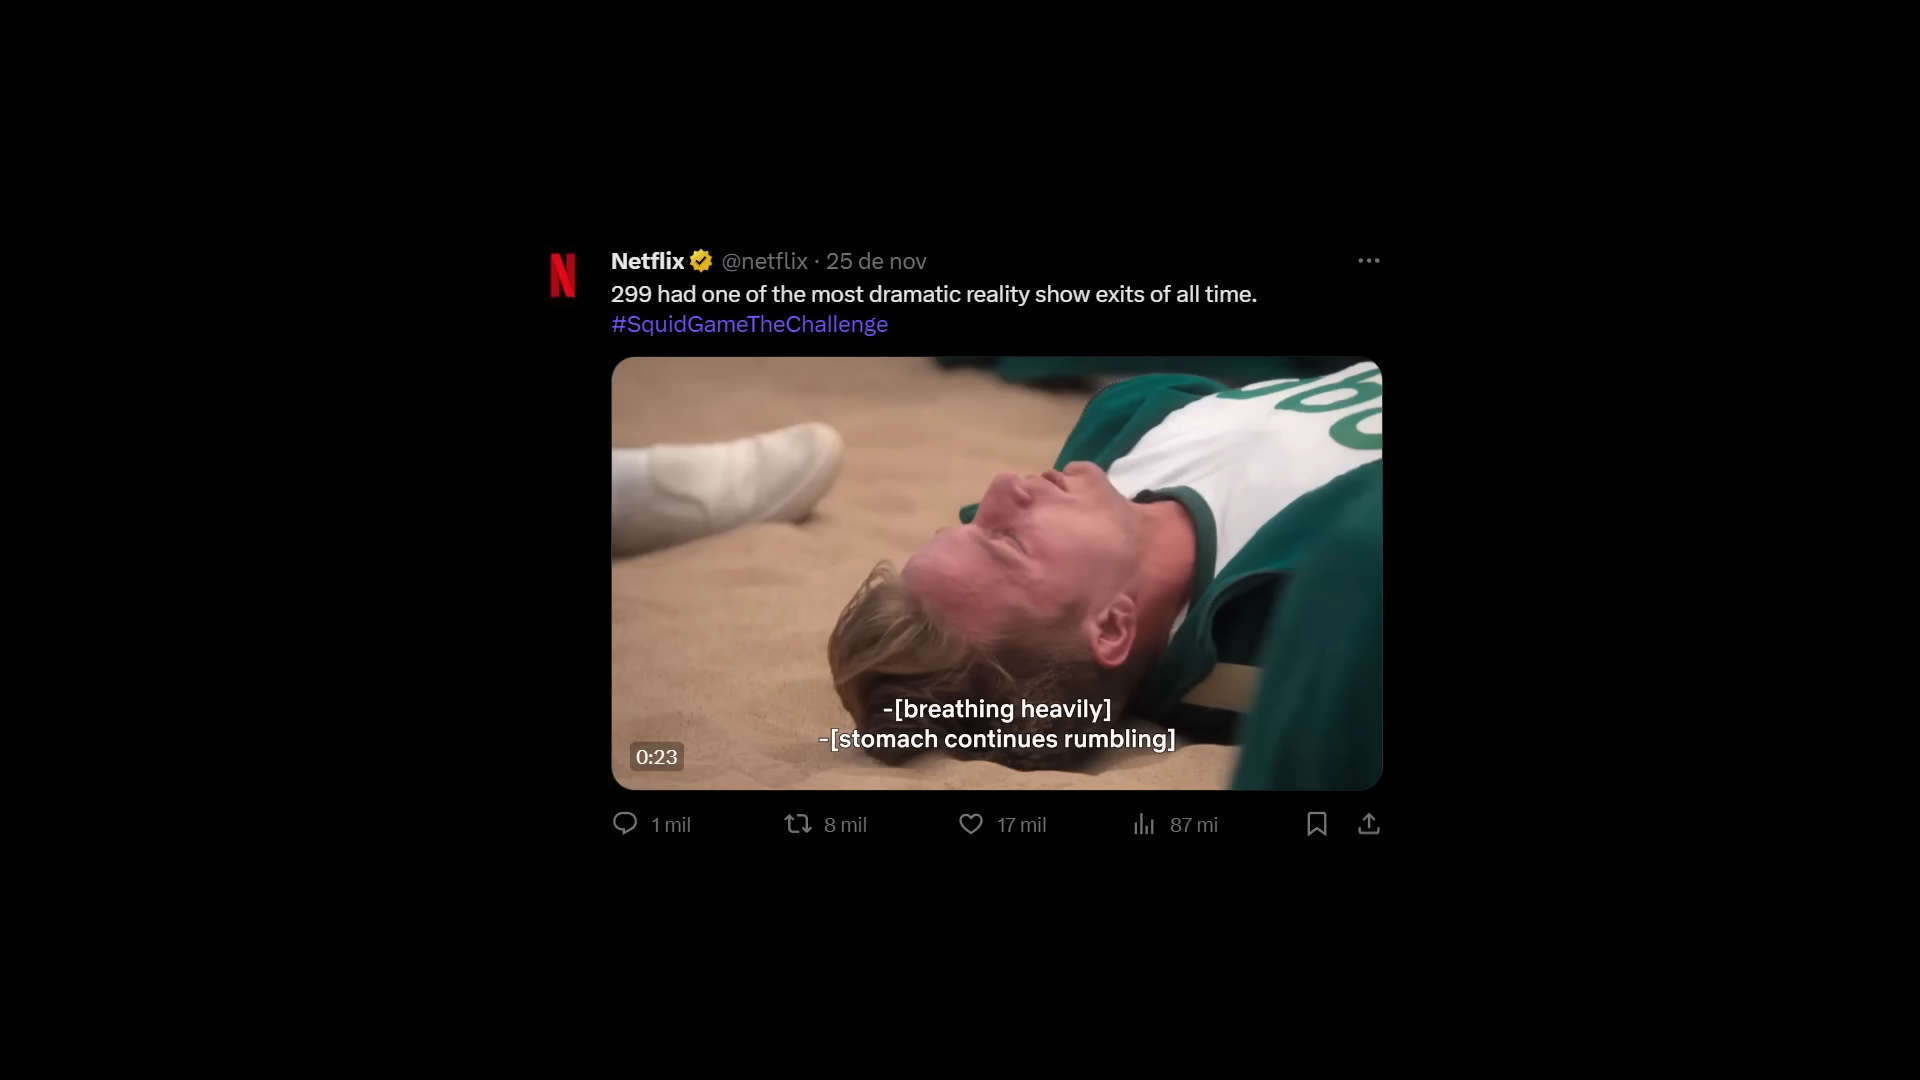 Netflix @netflix · 25 de nov
299 had one of the most dramatic reality show exits of all time.
#SquidGameTheChallenge
-[breathing heavily]
-[stomach continues rumbling]
0:23
1 mil 8 mil 17 mil 87 mi